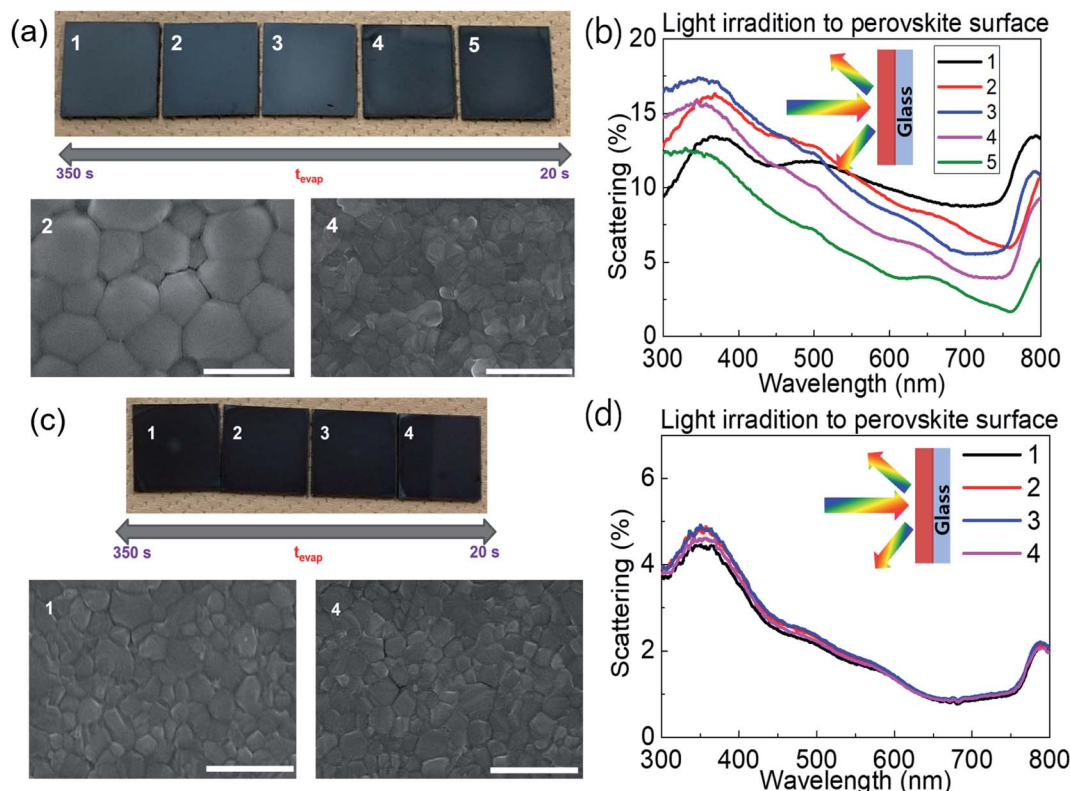 (a)
1
2
3
4
5
350 s
t_evap
20 s
2
4
(b)
Light irradition to perovskite surface
Scattering (%)
20
15
10
5
0
300
400
500
600
700
800
Wavelength (nm)
Glass
1
2
3
4
5
(c)
1
2
3
4
350 s
t_evap
20 s
1
4
(d)
Light irradition to perovskite surface
Scattering (%)
6
4
2
0
300
400
500
600
700
800
Wavelength (nm)
Glass
1
2
3
4